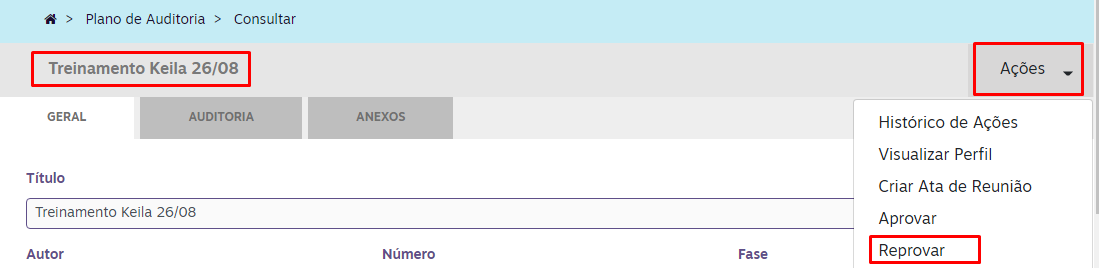 > Plano de Auditoria > Consultar
Treinamento Keila 26/08
Ações
GERAL AUDITORIA ANEXOS
Histórico de Ações
Visualizar Perfil
Criar Ata de Reunião
Aprovar
Reprovar
Título
Treinamento Keila 26/08
Autor Número Fase